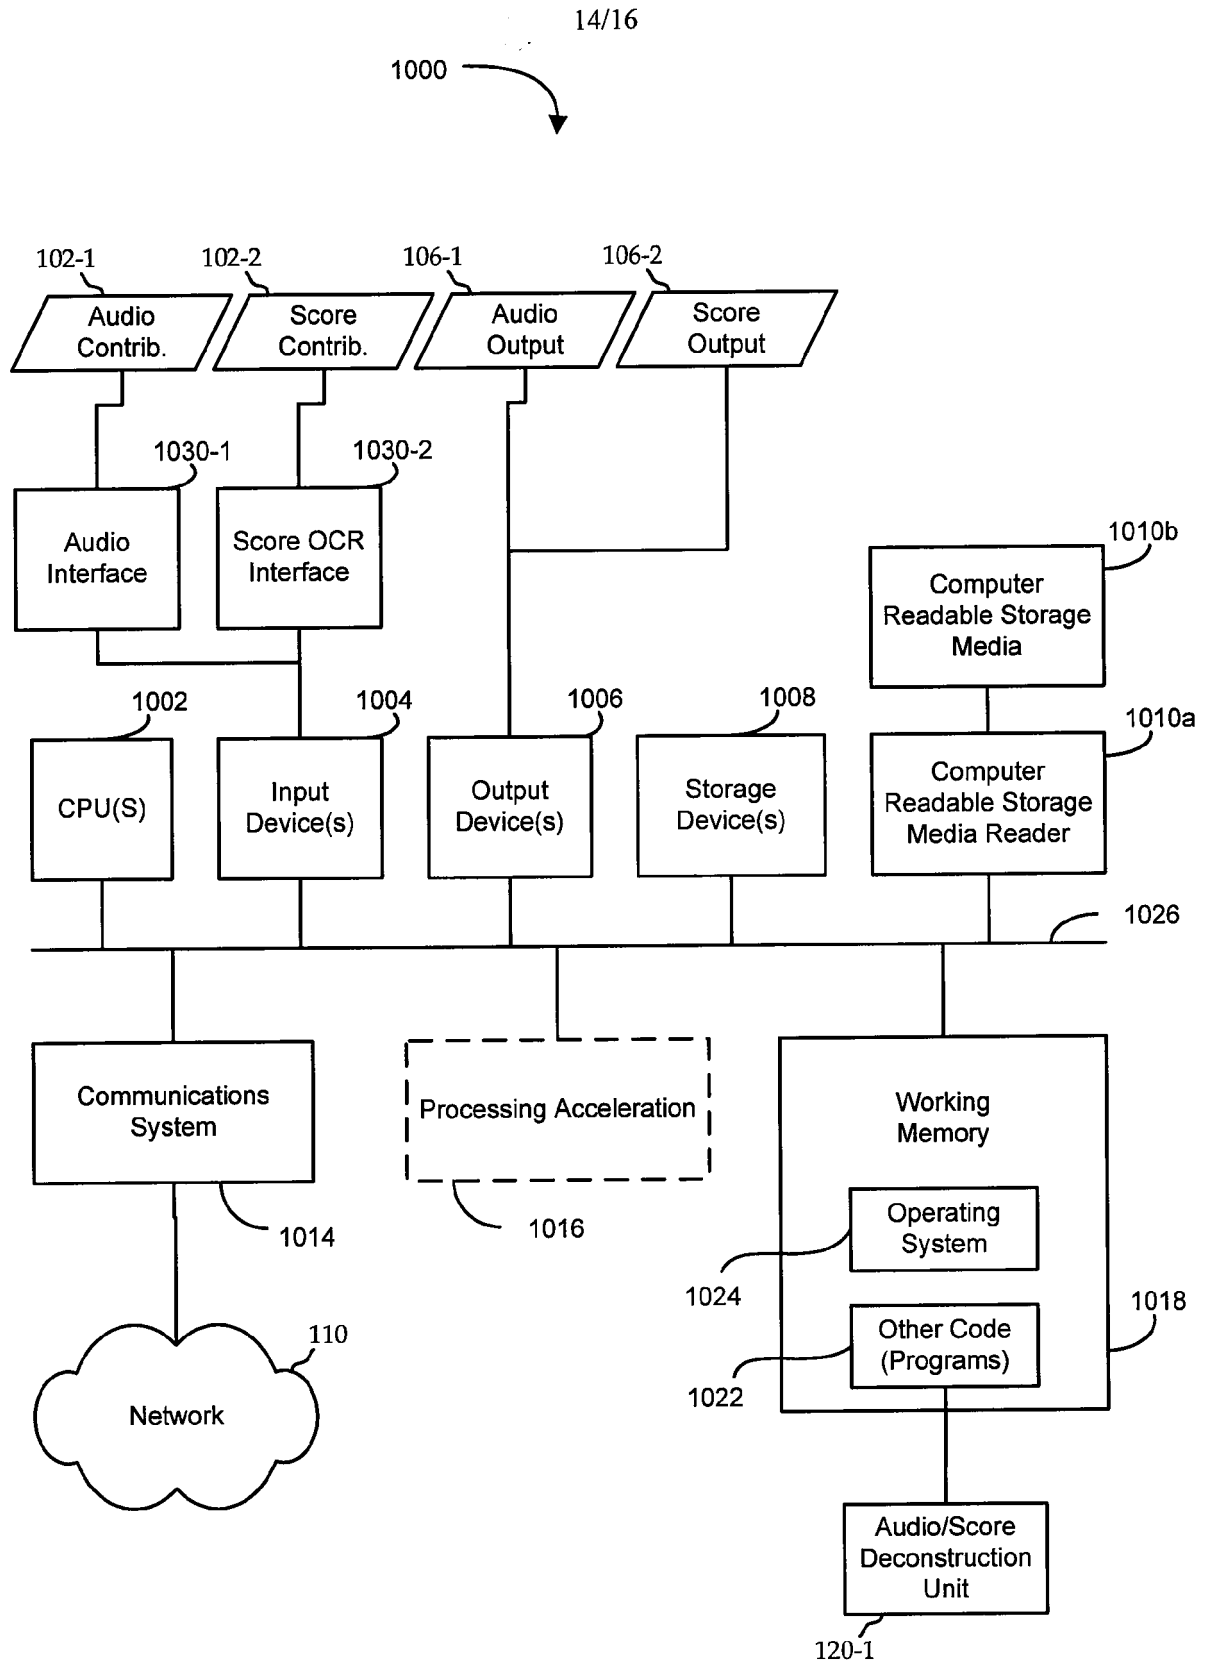 14/16
1000
102-1
102-2
106-1
106-2
Audio
Contrib.
Score
Contrib.
Audio
Output
Score
Output
1030-1
1030-2
Audio
Interface
Score OCR
Interface
1010b
Computer
Readable Storage
Media
1002
1004
1006
1008
1010a
CPU(S)
Input
Device(s)
Output
Device(s)
Storage
Device(s)
Computer
Readable Storage
Media Reader
1026
Communications
System
Processing Acceleration
Working
Memory
1014
1016
Operating
System
1024
1018
Other Code
(Programs)
1022
110
Network
Audio/Score
Deconstruction
Unit
120-1